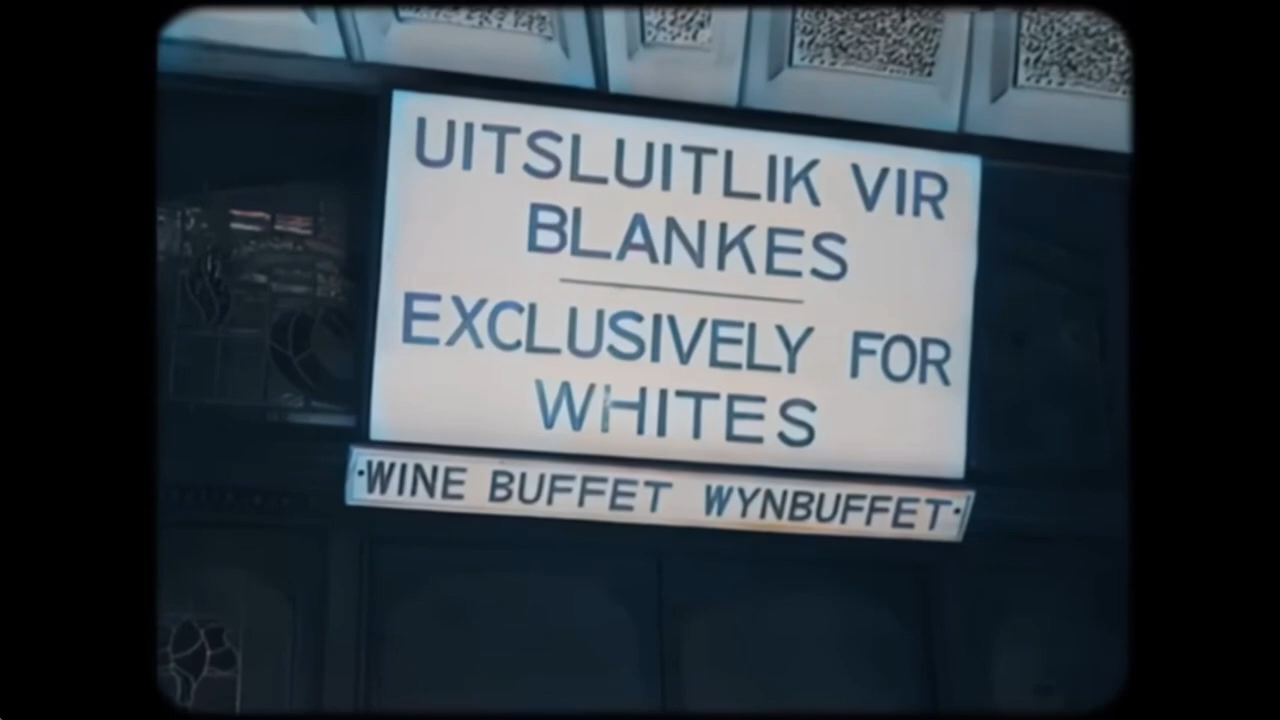 UITSLUITLIK VIR
BLANKES
EXCLUSIVELY FOR
WHITES
·WINE BUFFET WYNBUFFET·